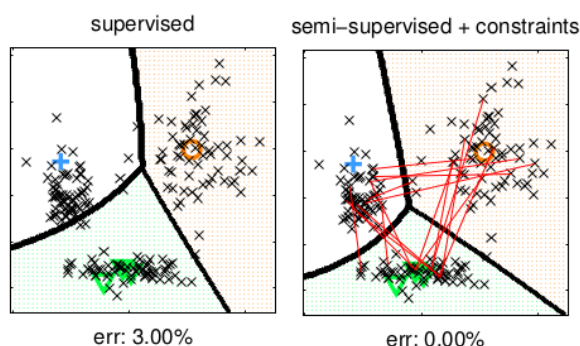 supervised
semi-supervised + constraints
err: 3.00%
err: 0.00%